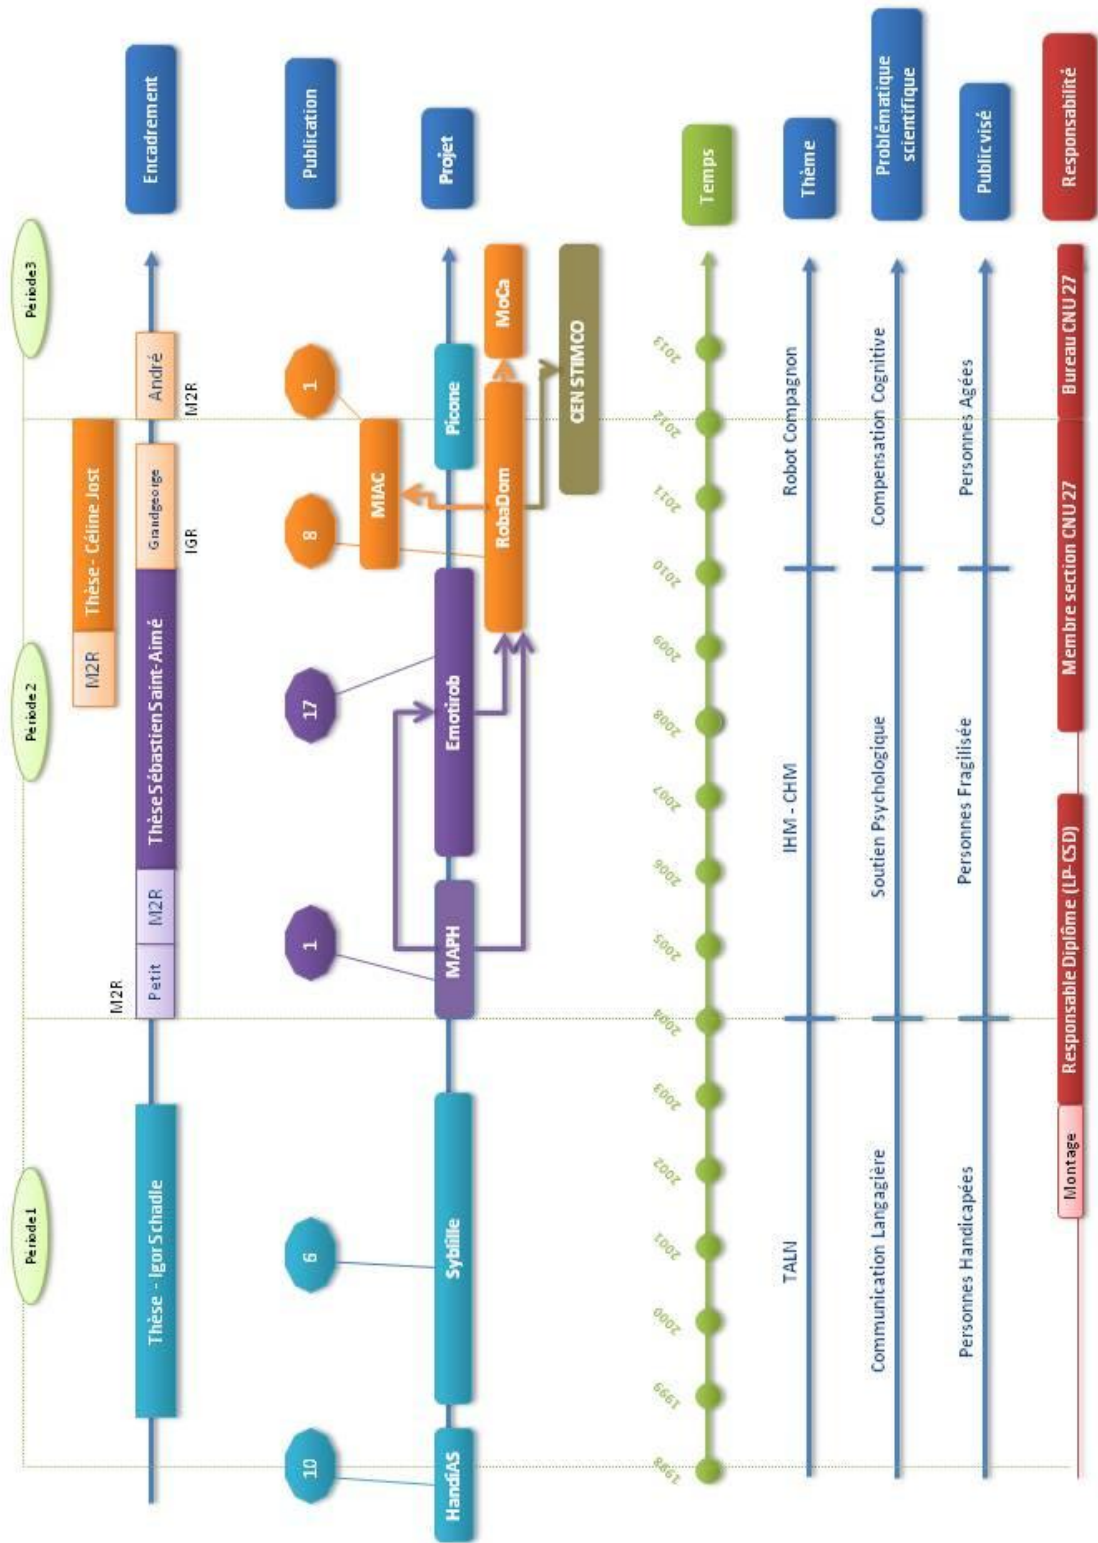 Période1
Période 2
Période3
M2R
Thèse - Céline Jost
Thèse - Igor Schadle
Petit
M2R
Thèse Sébastien Saint-Aimé
Grandgeorge
André
Encadrement
M2R
IGR
M2R
10
6
1
17
8
1
Publication
MIAC
HandiAS
Sybille
MAPH
Emotirob
Picone
Projet
RobaDom
MoCa
CEN STIMCO
1998
1999
2000
2001
2002
2003
2004
2005
2006
2007
2008
2009
2010
2011
2012
2013
Temps
TALN
IHM - CHM
Robot Compagnon
Thème
Communication Langagière
Soutien Psychologique
Compensation Cognitive
Problématique
scientifique
Personnes Handicapées
Personnes Fragilisée
Personnes Agées
Public visé
Montage
Responsable Diplôme (LP-CSD)
Membre section CNU 27
Bureau CNU 27
Responsabilité